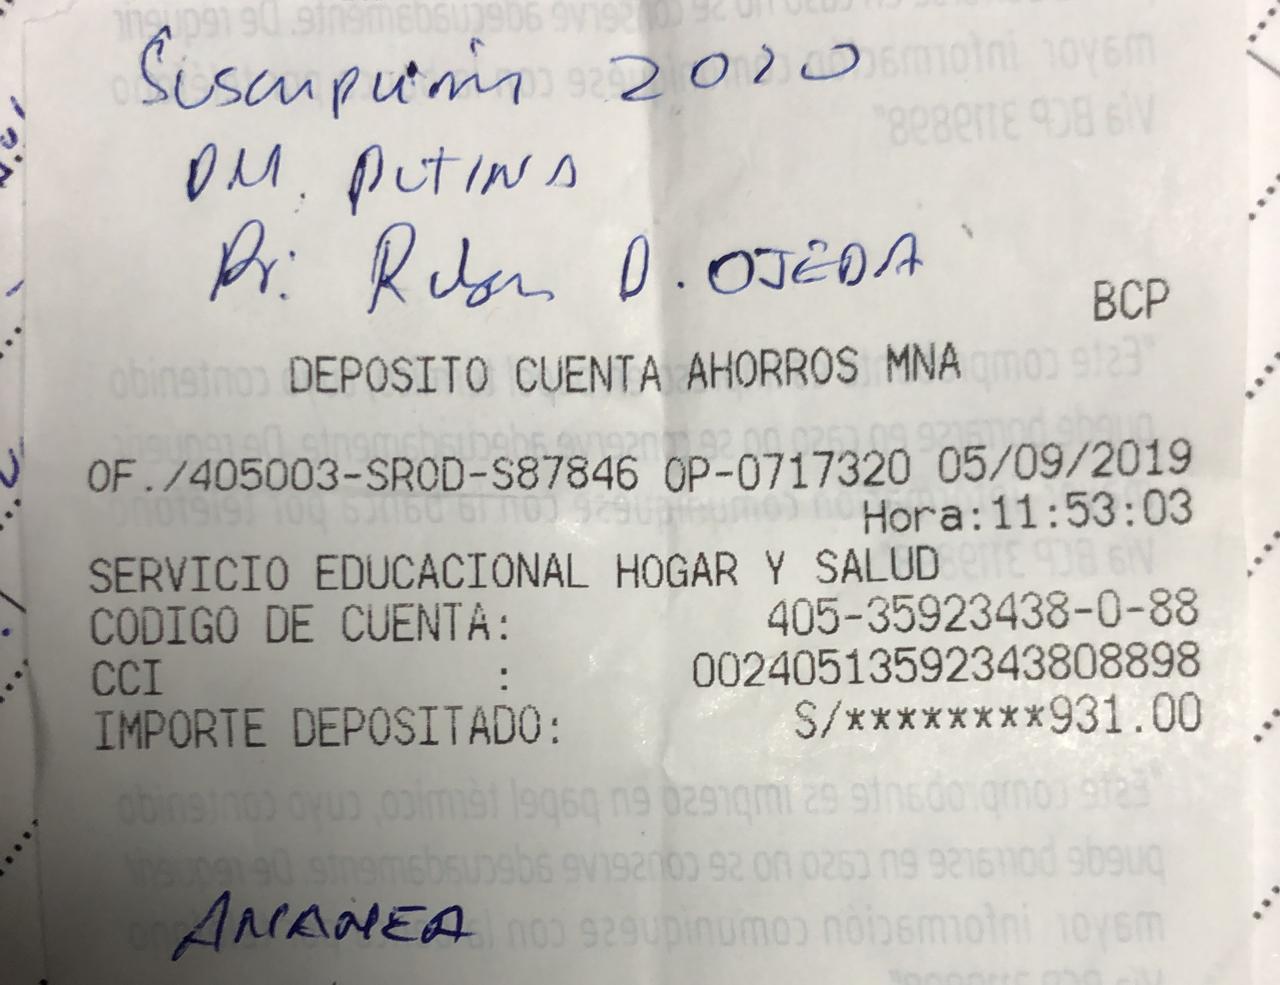 Suscripción 2020
DM. PUTINA
Pr: Ruben D. OJEDA
BCP
DEPOSITO CUENTA AHORROS MNA
OF./405003-SROD-S87846 OP-0717320 05/09/2019
Hora:11:53:03
SERVICIO EDUCACIONAL HOGAR Y SALUD
CODIGO DE CUENTA: 405-35923438-0-88
CCI : 00240513592343808898
IMPORTE DEPOSITADO: S/********931.00
ANANEA